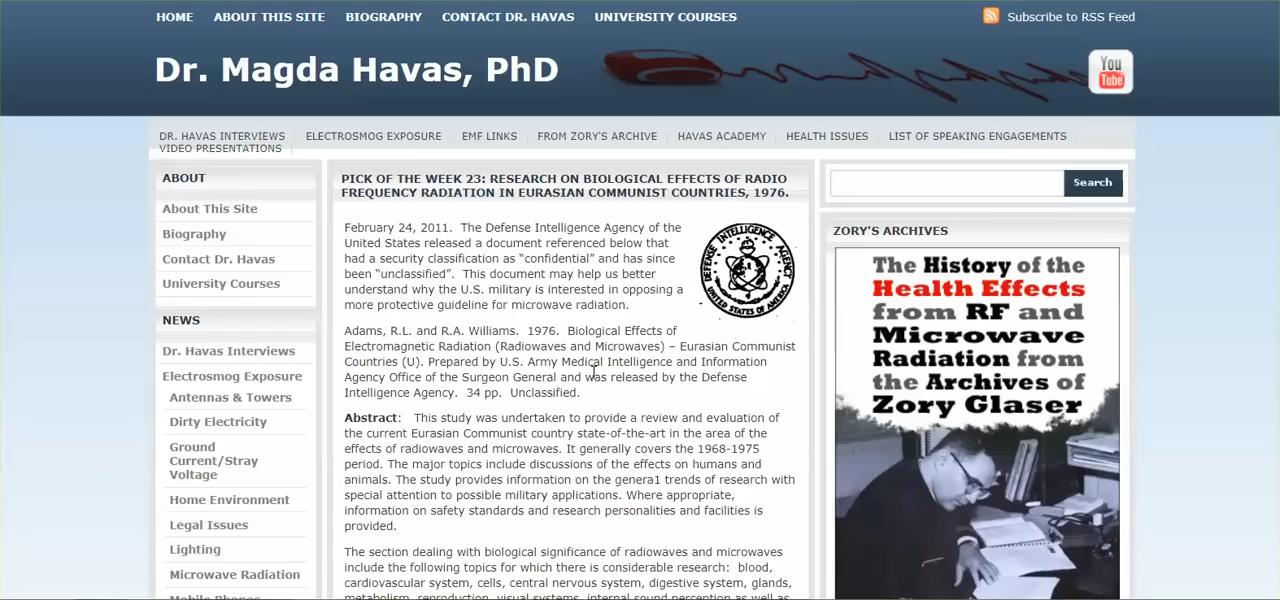 HOME ABOUT THIS SITE BIOGRAPHY CONTACT DR. HAVAS UNIVERSITY COURSES
Subscribe to RSS Feed
Dr. Magda Havas, PhD
You
Tube
DR. HAVAS INTERVIEWS ELECTROSMOG EXPOSURE EMF LINKS FROM ZORY'S ARCHIVE HAVAS ACADEMY HEALTH ISSUES LIST OF SPEAKING ENGAGEMENTS
VIDEO PRESENTATIONS
ABOUT
About This Site
Biography
Contact Dr. Havas
University Courses
NEWS
Dr. Havas Interviews
Electrosmog Exposure
Antennas & Towers
Dirty Electricity
Ground
Current/Stray
Voltage
Home Environment
Legal Issues
Lighting
Microwave Radiation
Mobile Phones
PICK OF THE WEEK 23: RESEARCH ON BIOLOGICAL EFFECTS OF RADIO
FREQUENCY RADIATION IN EURASIAN COMMUNIST COUNTRIES, 1976.
February 24, 2011. The Defense Intelligence Agency of the
United States released a document referenced below that
had a security classification as “confidential” and has since
been “unclassified”. This document may help us better
understand why the U.S. military is interested in opposing a
more protective guideline for microwave radiation.
DEFENSE INTELLIGENCE AGENCY
UNITED STATES OF AMERICA
Adams, R.L. and R.A. Williams. 1976. Biological Effects of
Electromagnetic Radiation (Radiowaves and Microwaves) – Eurasian Communist
Countries (U). Prepared by U.S. Army Medical Intelligence and Information
Agency Office of the Surgeon General and was released by the Defense
Intelligence Agency. 34 pp. Unclassified.
Abstract: This study was undertaken to provide a review and evaluation of
the current Eurasian Communist country state-of-the-art in the area of the
effects of radiowaves and microwaves. It generally covers the 1968-1975
period. The major topics include discussions of the effects on humans and
animals. The study provides information on the genera1 trends of research with
special attention to possible military applications. Where appropriate,
information on safety standards and research personalities and facilities is
provided.
The section dealing with biological significance of radiowaves and microwaves
include the following topics for which there is considerable research: blood,
cardiovascular system, cells, central nervous system, digestive system, glands,
metabolism, reproduction, visual systems, internal sound perception as well as
Search
ZORY'S ARCHIVES
The History of the
Health Effects
from RF and
Microwave
Radiation from
the Archives of
Zory Glaser